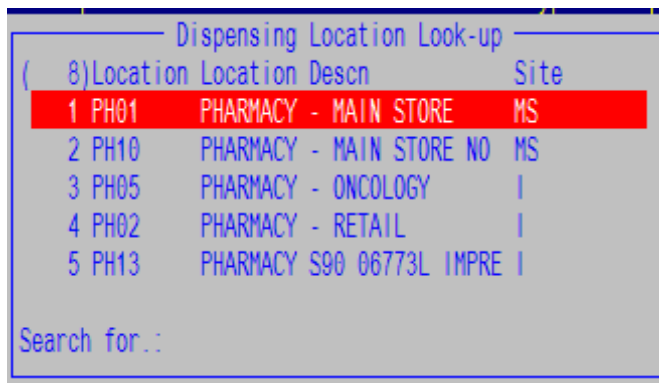 Dispensing Location Look-up
( 8)Location Location Descn Site
1 PH01 PHARMACY - MAIN STORE MS
2 PH10 PHARMACY - MAIN STORE NO MS
3 PH05 PHARMACY - ONCOLOGY I
4 PH02 PHARMACY - RETAIL I
5 PH13 PHARMACY S90 06773L IMPRE I
Search for.: